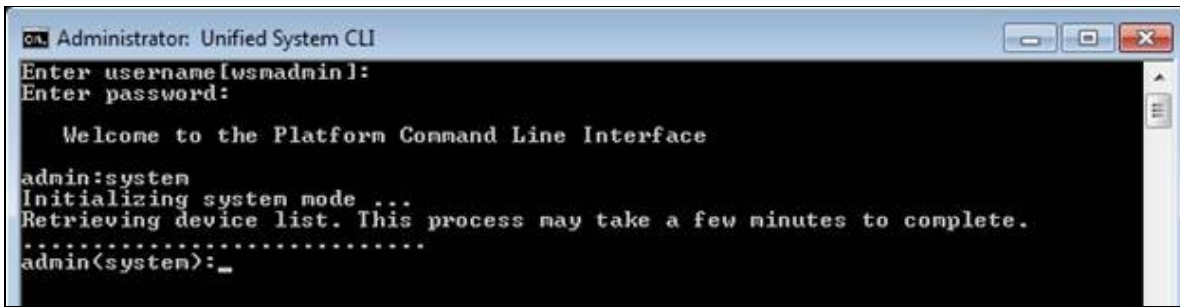 Administrator: Unified System CLI
Enter username[wsmadmin]:
Enter password:
Welcome to the Platform Command Line Interface
admin:system
Initializing system mode ...
Retrieving device list. This process may take a few minutes to complete.
..............................
admin(system):_